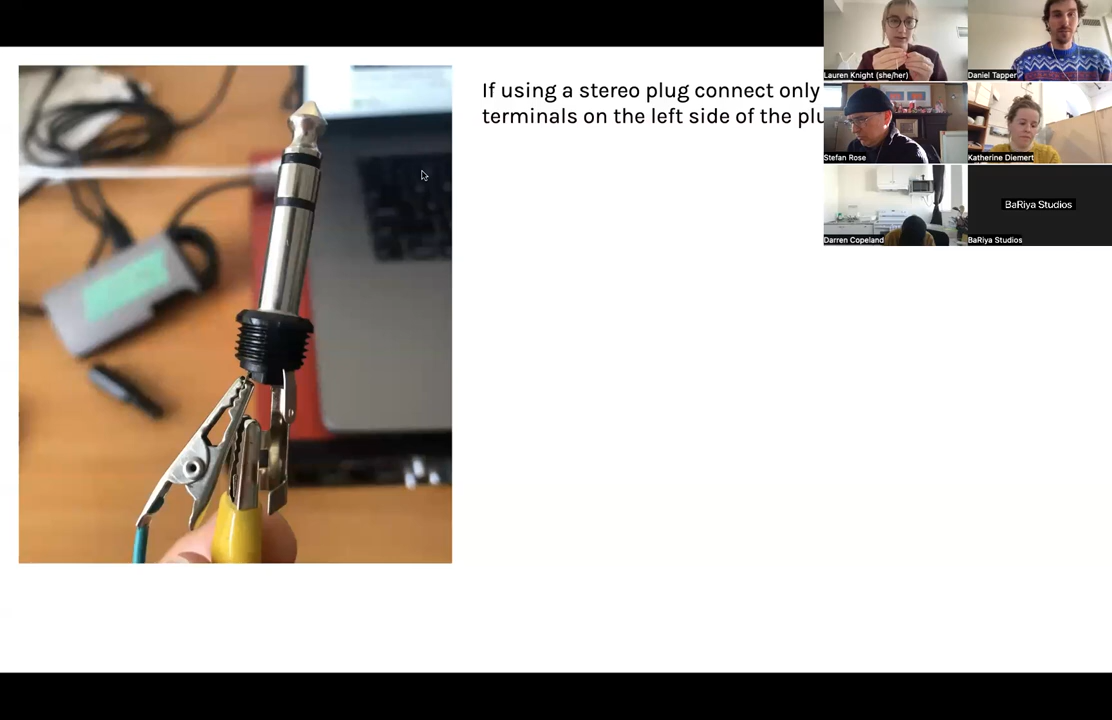 If using a stereo plug connect only
terminals on the left side of the plu
Lauren Knight (she/her)
Daniel Tapper
Stefan Rose
Katherine Diemert
BaRiya Studios
Darren Copeland
BaRiya Studios